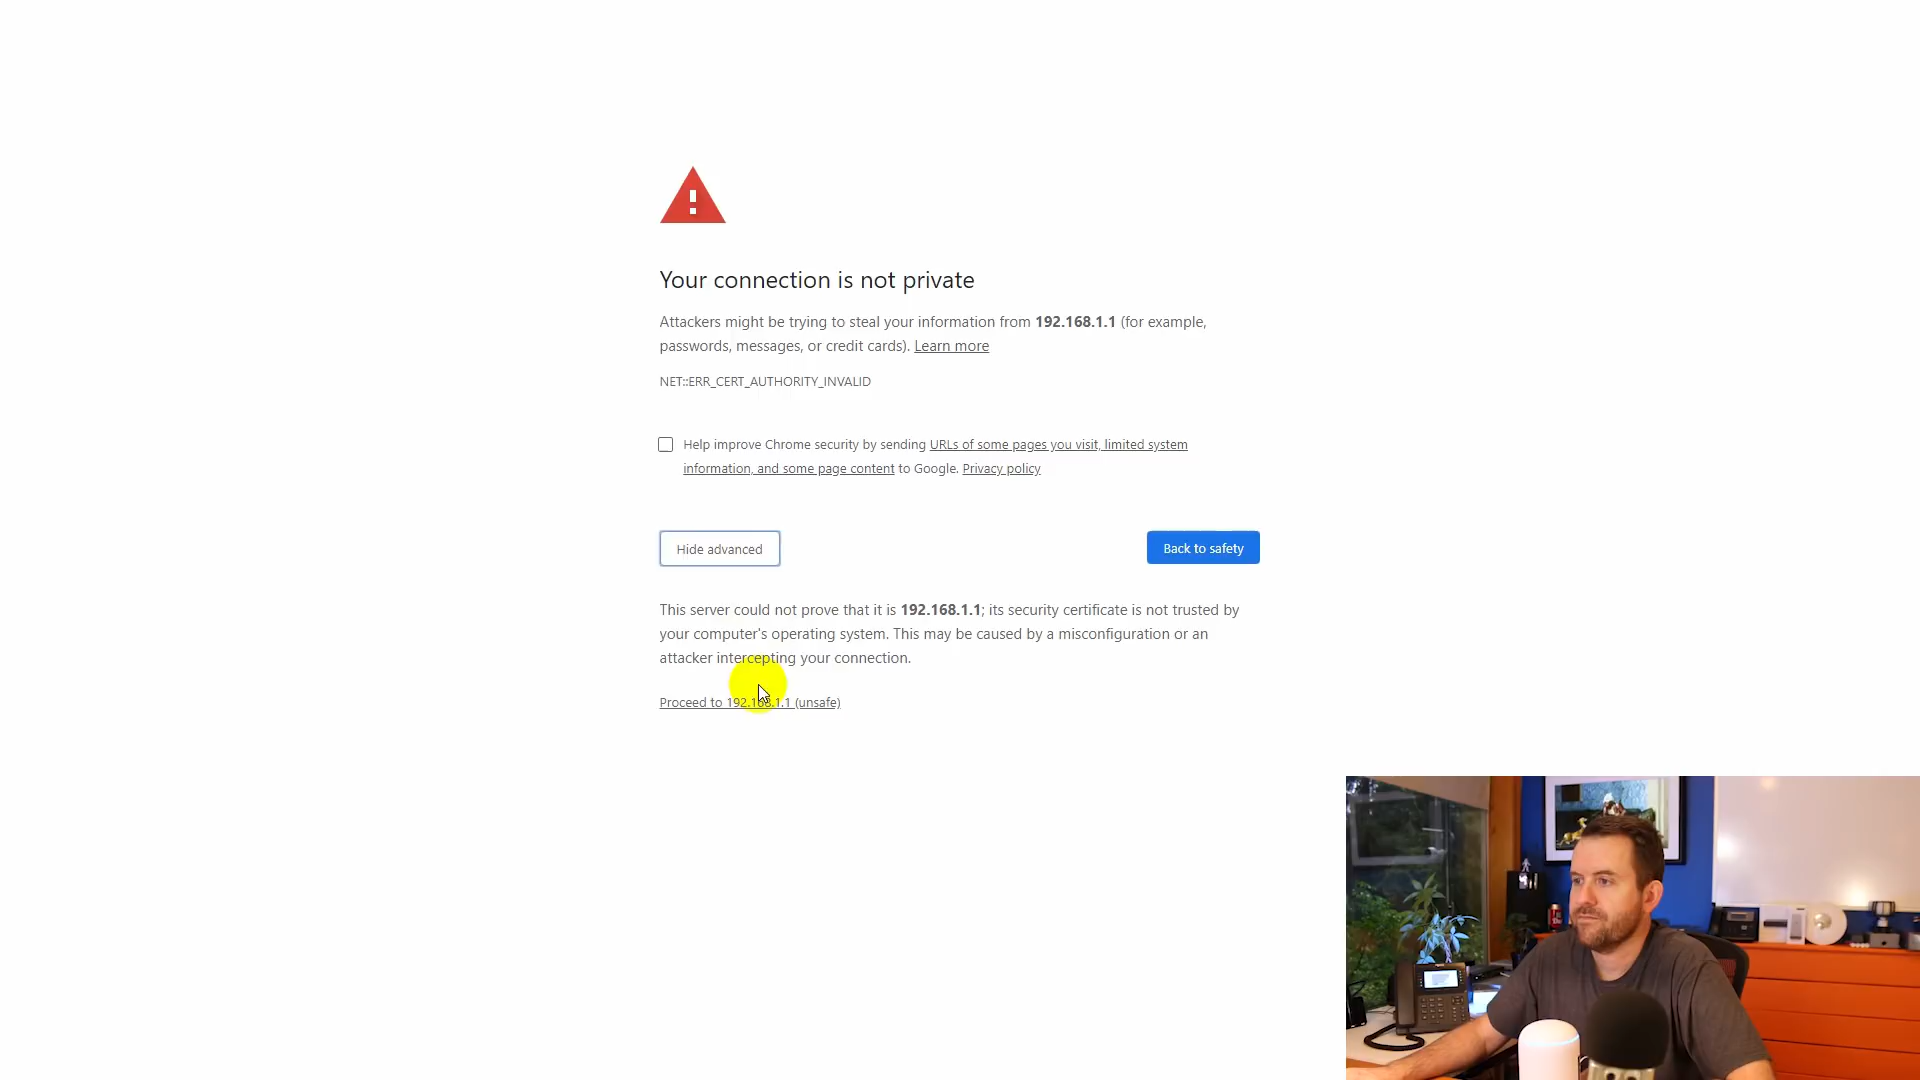 Your connection is not private
Attackers might be trying to steal your information from 192.168.1.1 (for example,
passwords, messages, or credit cards). Learn more
NET::ERR_CERT_AUTHORITY_INVALID
Help improve Chrome security by sending URLs of some pages you visit, limited system
information, and some page content to Google. Privacy policy
Hide advanced
Back to safety
This server could not prove that it is 192.168.1.1; its security certificate is not trusted by
your computer's operating system. This may be caused by a misconfiguration or an
attacker intercepting your connection.
Proceed to 192.168.1.1 (unsafe)